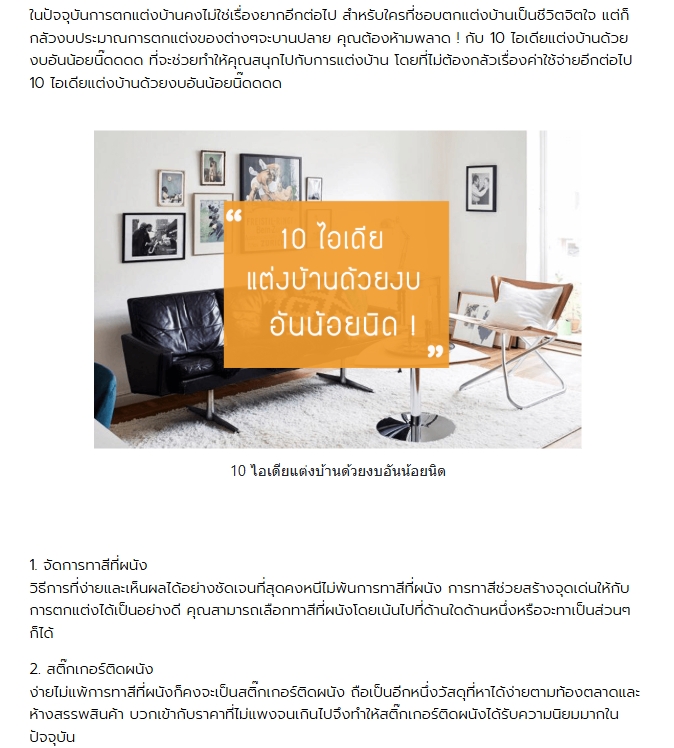 ในปัจจุบันการตกแต่งบ้านคงไม่ใช่เรื่องยากอีกต่อไป สำหรับใครที่ชอบตกแต่งบ้านเป็นชีวิตจิตใจ แต่ก็
กลัวงบประมาณการตกแต่งของต่างๆจะบานปลาย คุณต้องห้ามพลาด ! กับ 10 ไอเดียแต่งบ้านด้วย
งบอันน้อยนี๊ดดดด ที่จะช่วยทำให้คุณสนุกไปกับการแต่งบ้าน โดยที่ไม่ต้องกลัวเรื่องค่าใช้จ่ายอีกต่อไป
10 ไอเดียแต่งบ้านด้วยงบอันน้อยนี๊ดดดด
“
10 ไอเดีย
แต่งบ้านด้วยงบ
อันน้อยนิด !
”
10 ไอเดียแต่งบ้านด้วยงบอันน้อยนิด
1. จัดการทาสีที่ผนัง
วิธีการที่ง่ายและเห็นผลได้อย่างชัดเจนที่สุดคงหนีไม่พ้นการทาสีที่ผนัง การทาสีช่วยสร้างจุดเด่นให้กับ
การตกแต่งได้เป็นอย่างดี คุณสามารถเลือกทาสีที่ผนังโดยเน้นไปที่ด้านใดด้านหนึ่งหรือจะทาเป็นส่วนๆ
ก็ได้
2. สติ๊กเกอร์ติดผนัง
ง่ายไม่แพ้การทาสีที่ผนังก็คงจะเป็นสติ๊กเกอร์ติดผนัง ถือเป็นอีกหนึ่งวัสดุที่หาได้ง่ายตามท้องตลาดและ
ห้างสรรพสินค้า บวกเข้ากับราคาที่ไม่แพงจนเกินไปจึงทำให้สติ๊กเกอร์ติดผนังได้รับความนิยมมากใน
ปัจจุบัน